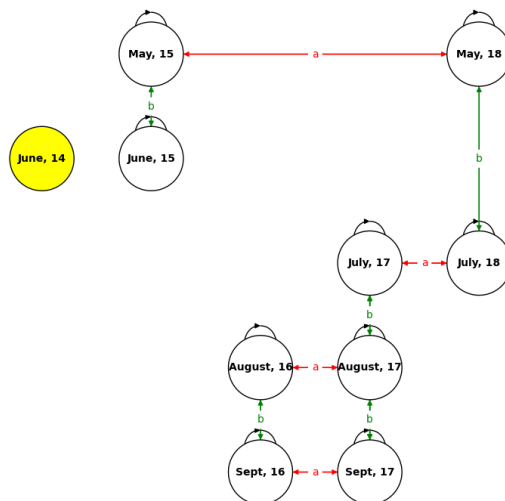 May, 15
a
May, 18
b
June, 14
June, 15
b
July, 17
a
July, 18
b
August, 16
a
August, 17
b
b
Sept, 16
a
Sept, 17